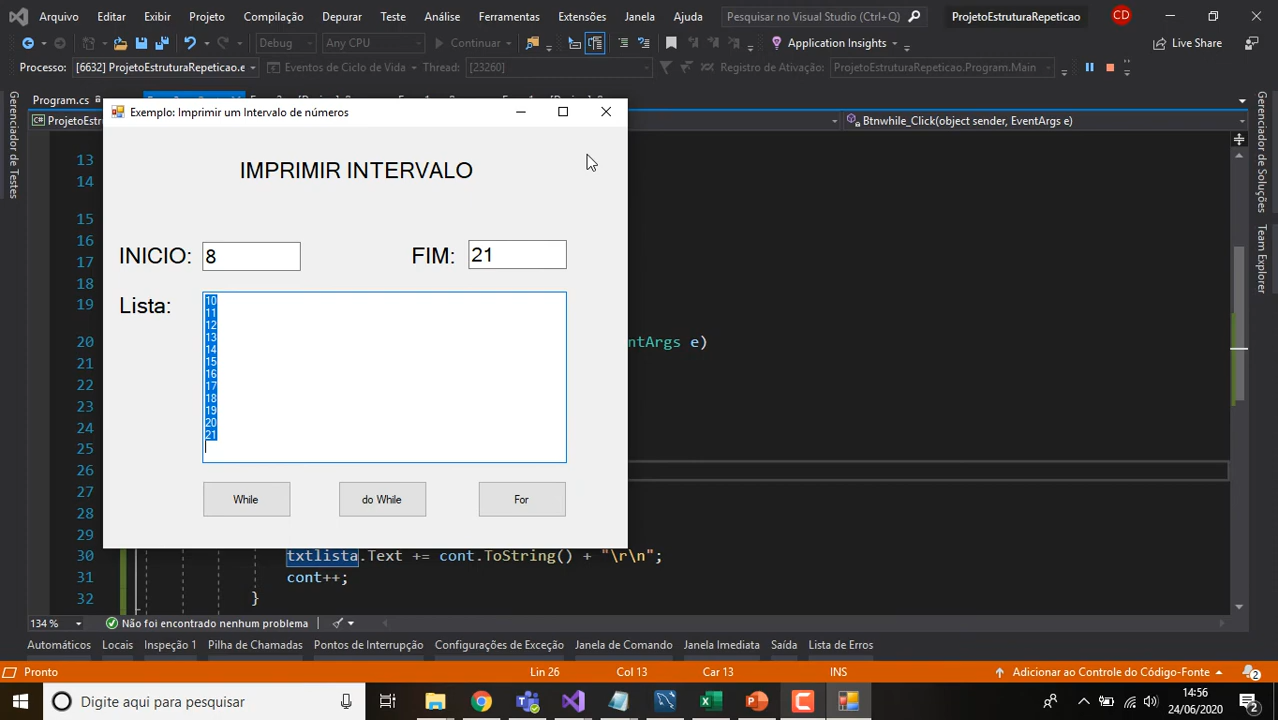 Arquivo Editar Exibir Projeto Compilação Depurar Teste Análise Ferramentas Extensões Janela Ajuda Pesquisar no Visual Studio (Ctrl+Q) ProjetoEstruturaRepeticao CD
Debug Any CPU Continuar Application Insights Live Share
Processo: [6632] ProjetoEstruturaRepeticao.e Eventos de Ciclo de Vida Thread: [23260] Registro de Ativação: ProjetoEstruturaRepeticao.Program.Main
Gerenciador de Testes
Program.cs
ProjetoEst
Btnwhile_Click(object sender, EventArgs e)
Gerenciador de Soluções
Team Explorer
Exemplo: Imprimir um Intervalo de números
IMPRIMIR INTERVALO
INICIO: 8 FIM: 21
Lista:
10
11
12
13
14
15
16
17
18
19
20
21
While do While For
13
14
15
16
17
18
19
20 ntArgs e)
21
22
23
24
25
26
27
28
29
30 txtlista.Text += cont.ToString() + "\r\n";
31 cont++;
32 }
134 % Não foi encontrado nenhum problema
Automáticos Locais Inspeção 1 Pilha de Chamadas Pontos de Interrupção Configurações de Exceção Janela de Comando Janela Imediata Saída Lista de Erros
Pronto Lin 26 Col 13 Car 13 INS Adicionar ao Controle do Código-Fonte 2
Digite aqui para pesquisar
14:56
24/06/2020
2